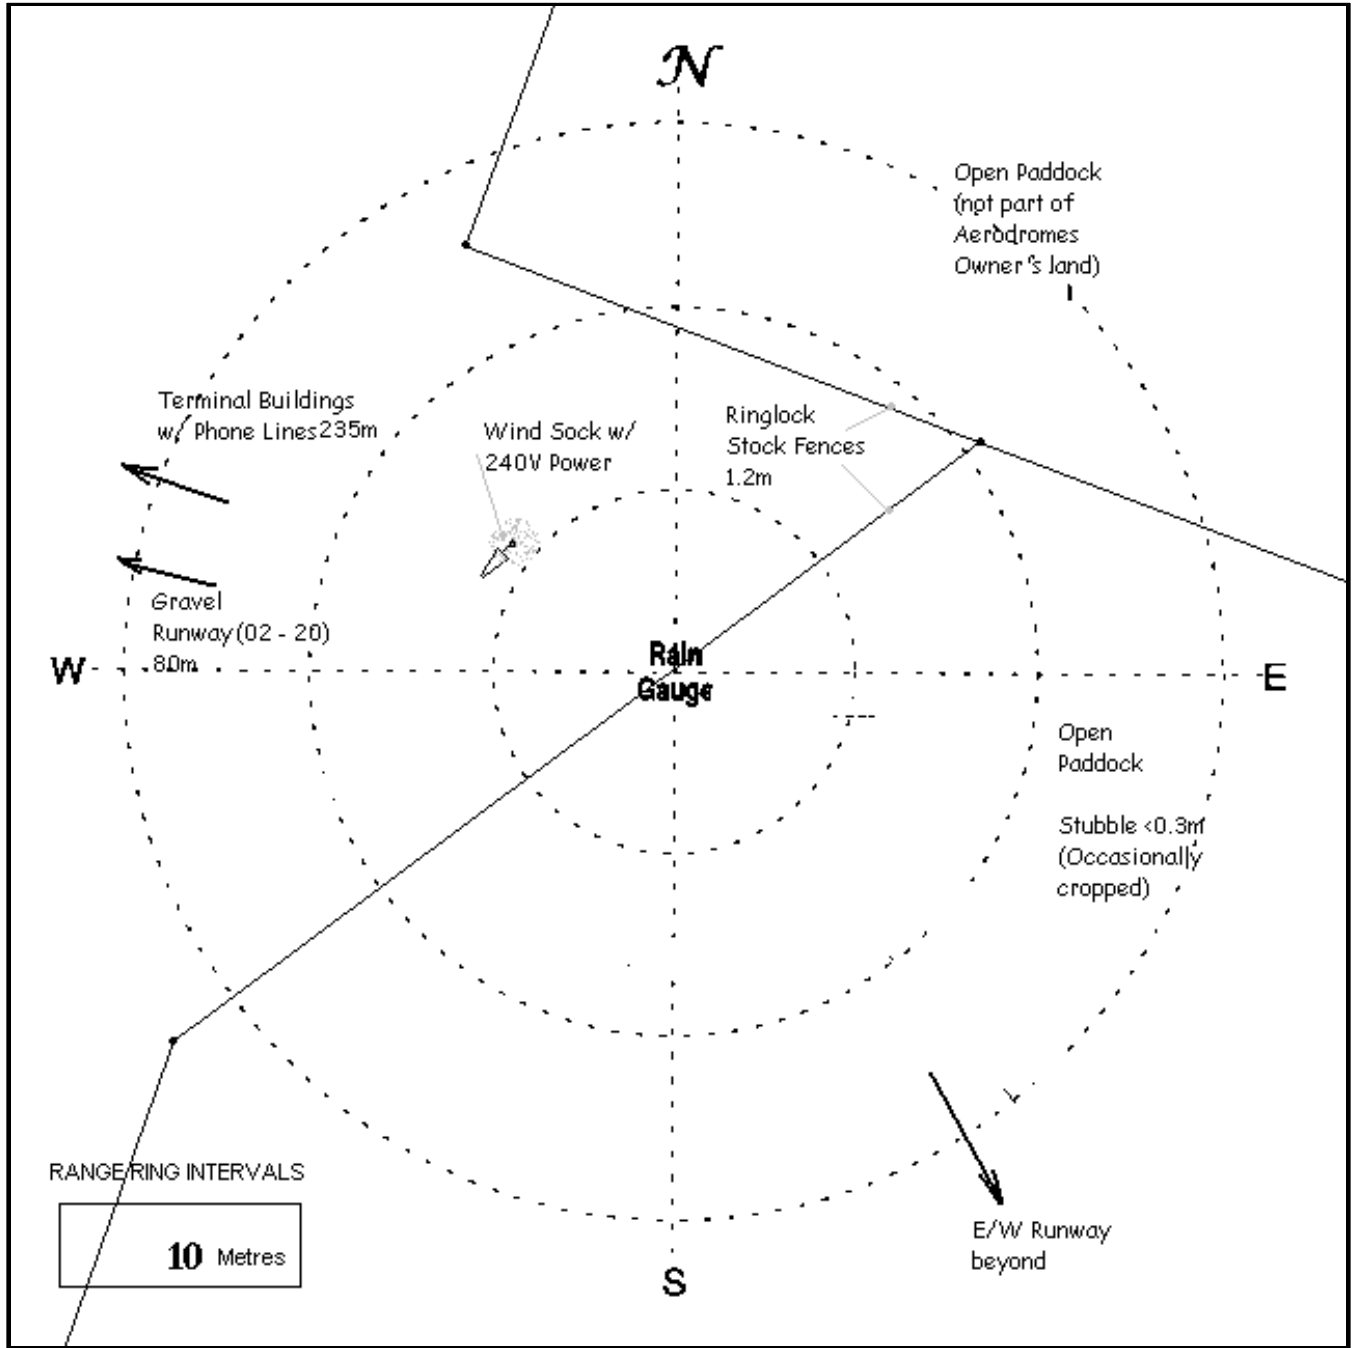 N
Open Paddock
(not part of
Aerodromes
Owner's land)
Terminal Buildings
w/ Phone Lines 235m
Wind Sock w/
240V Power
Ringlock
Stock Fences
1.2m
Gravel
Runway (02 - 20)
80m
W
Rain
Gauge
E
Open
Paddock
Stubble <0.3m
(Occasionally
cropped)
RANGE RING INTERVALS
10 Metres
E/W Runway
beyond
S